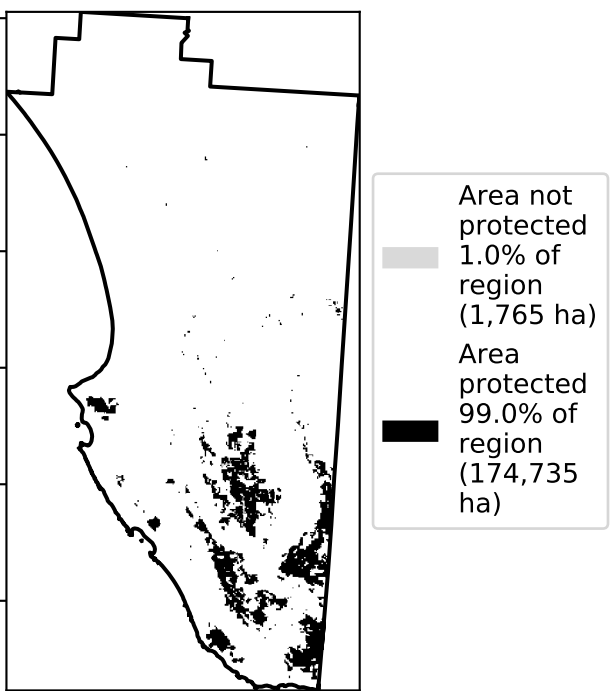 Area not
protected
1.0% of
region
(1,765 ha)
Area
protected
99.0% of
region
(174,735
ha)